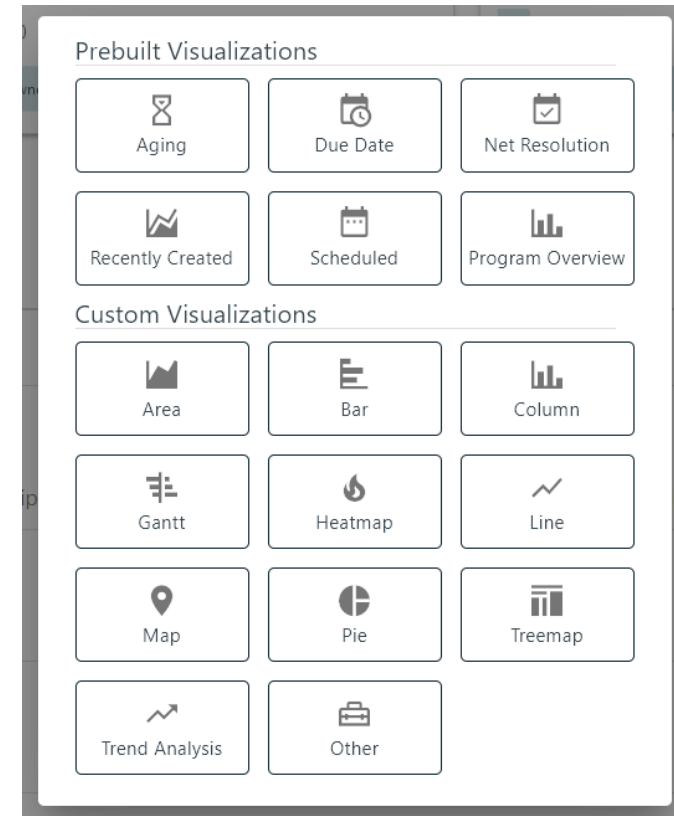 Prebuilt Visualizations
Aging
Due Date
Net Resolution
Recently Created
Scheduled
Program Overview
Custom Visualizations
Area
Bar
Column
Gantt
Heatmap
Line
Map
Pie
Treemap
Trend Analysis
Other